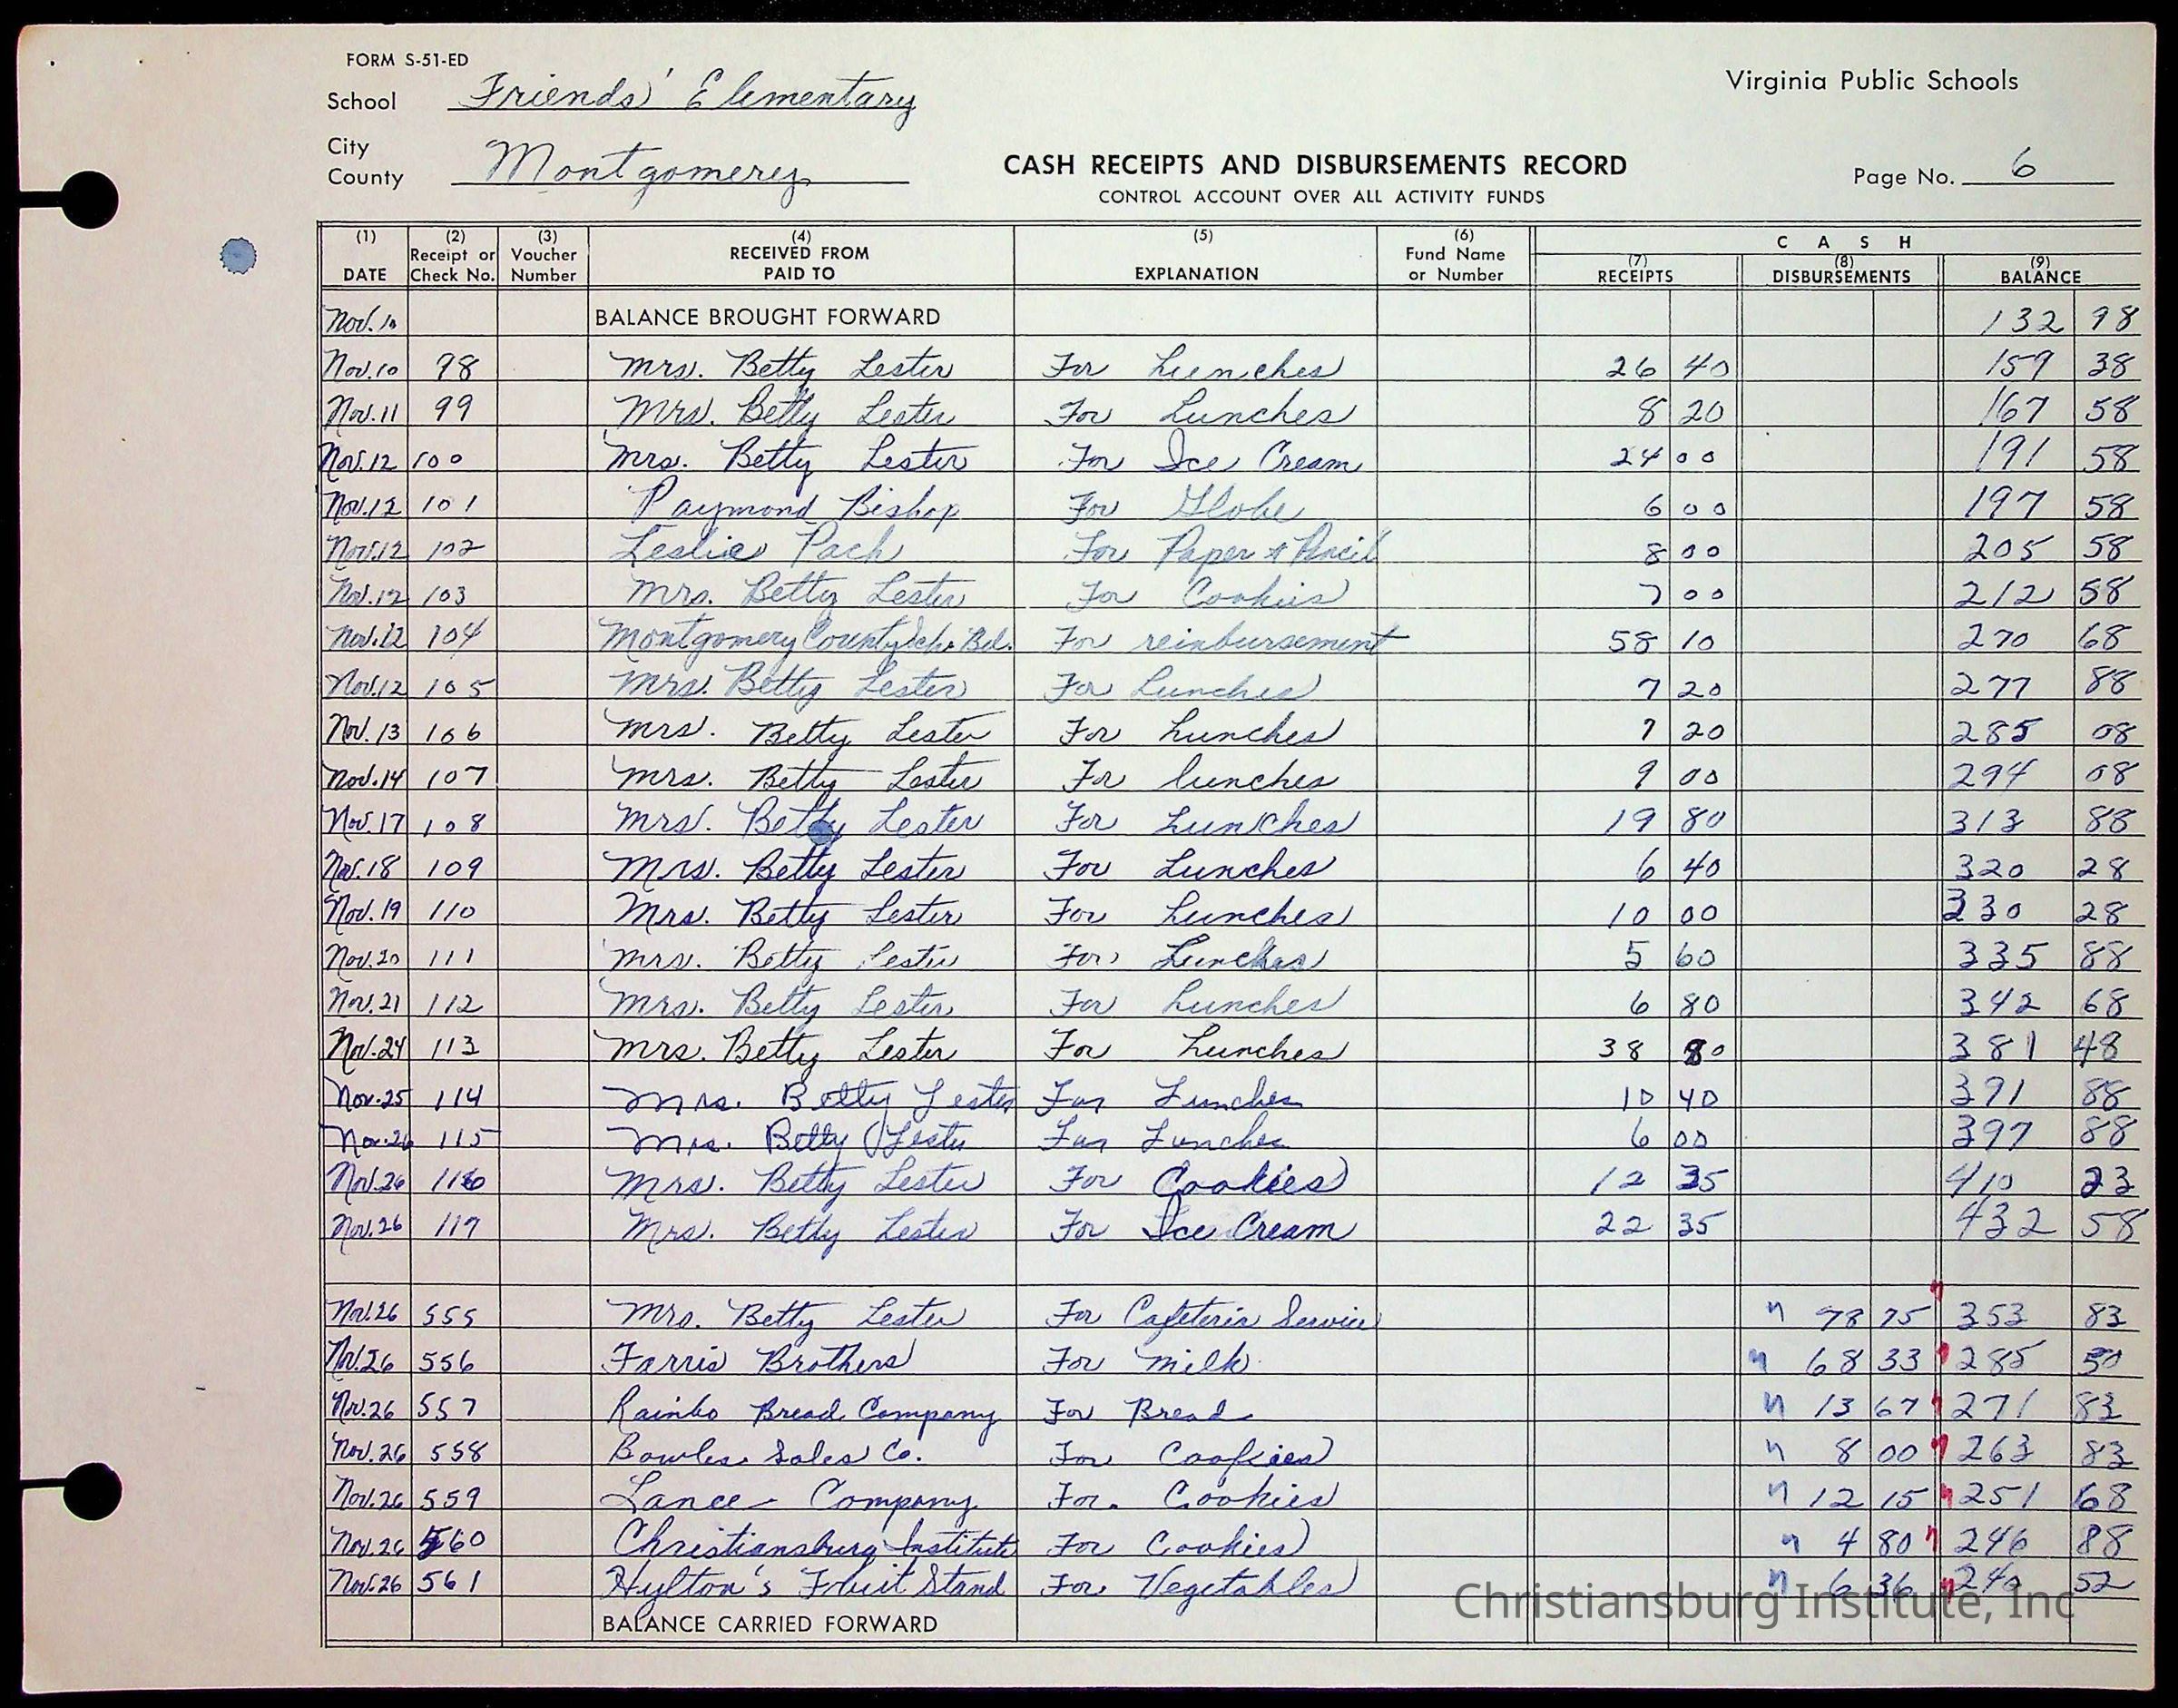 FORM S-51-ED
School Friends' Elementary
Virginia Public Schools
City
County Montgomery
CASH RECEIPTS AND DISBURSEMENTS RECORD
Page No. 6
CONTROL ACCOUNT OVER ALL ACTIVITY FUNDS
(1) DATE (2) Receipt or Check No. (3) Voucher Number (4) RECEIVED FROM PAID TO (5) EXPLANATION (6) Fund Name or Number CASH (7) RECEIPTS (8) DISBURSEMENTS (9) BALANCE
Nov. 10 BALANCE BROUGHT FORWARD 132 98
Nov. 10 98 Mrs. Betty Lester For Lunches 26 40 159 38
Nov. 11 99 Mrs. Betty Lester For Lunches 8 20 167 58
Nov. 12 100 Mrs. Betty Lester For Ice Cream 24 00 191 58
Nov. 12 101 Raymond Bishop For Globe 6 00 197 58
Nov. 12 102 Leslie Pack For Paper & Pencil 8 00 205 58
Nov. 12 103 Mrs. Betty Lester For Cookies 7 00 212 58
Nov. 12 104 Montgomery County Sch. Bd. For reinbursement 58 10 270 68
Nov. 12 105 Mrs. Betty Lester For Lunches 7 20 277 88
Nov. 13 106 Mrs. Betty Lester For Lunches 7 20 285 08
Nov. 14 107 Mrs. Betty Lester For lunches 9 00 294 08
Nov. 17 108 Mrs. Betty Lester For Lunches 19 80 313 88
Nov. 18 109 Mrs. Betty Lester For Lunches 6 40 320 28
Nov. 19 110 Mrs. Betty Lester For Lunches 10 00 330 28
Nov. 20 111 Mrs. Betty Lester For Lunches 5 60 335 88
Nov. 21 112 Mrs. Betty Lester For Lunches 6 80 342 68
Nov. 24 113 Mrs. Betty Lester For Lunches 38 80 381 48
Nov. 25 114 Mrs. Betty Lester For Lunches 10 40 391 88
Nov. 26 115 Mrs. Betty Lester For Lunches 6 00 397 88
Nov. 26 116 Mrs. Betty Lester For Cookies 12 35 410 23
Nov. 26 117 Mrs. Betty Lester For Ice Cream 22 35 432 58
Nov. 26 555 Mrs. Betty Lester For Cafeteria Service 78 75 353 83
Nov. 26 556 Farris Brothers For Milk 68 33 285 50
Nov. 26 557 Rainbo Bread Company For Bread 13 67 271 83
Nov. 26 558 Bowles Sales Co. For Cookies 8 00 263 83
Nov. 26 559 Lance Company For Cookies 12 15 251 68
Nov. 26 560 Christiansburg Institute For Cookies 4 80 246 88
Nov. 26 561 Hylton's Fruit Stand For Vegetables 6 36 240 52
BALANCE CARRIED FORWARD
Christiansburg Institute, Inc